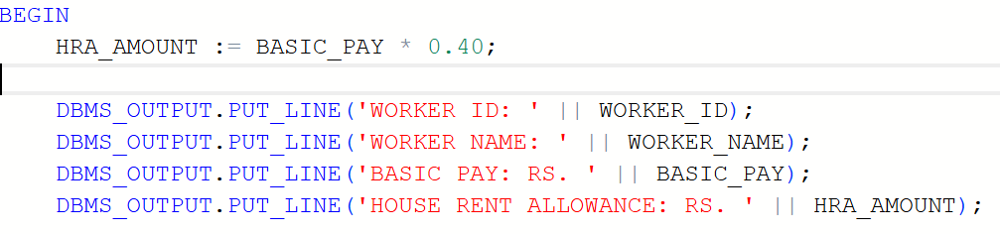 BEGIN
HRA_AMOUNT := BASIC_PAY * 0.40;
DBMS_OUTPUT.PUT_LINE('WORKER ID: ' || WORKER_ID);
DBMS_OUTPUT.PUT_LINE('WORKER NAME: ' || WORKER_NAME);
DBMS_OUTPUT.PUT_LINE('BASIC PAY: RS. ' || BASIC_PAY);
DBMS_OUTPUT.PUT_LINE('HOUSE RENT ALLOWANCE: RS. ' || HRA_AMOUNT);